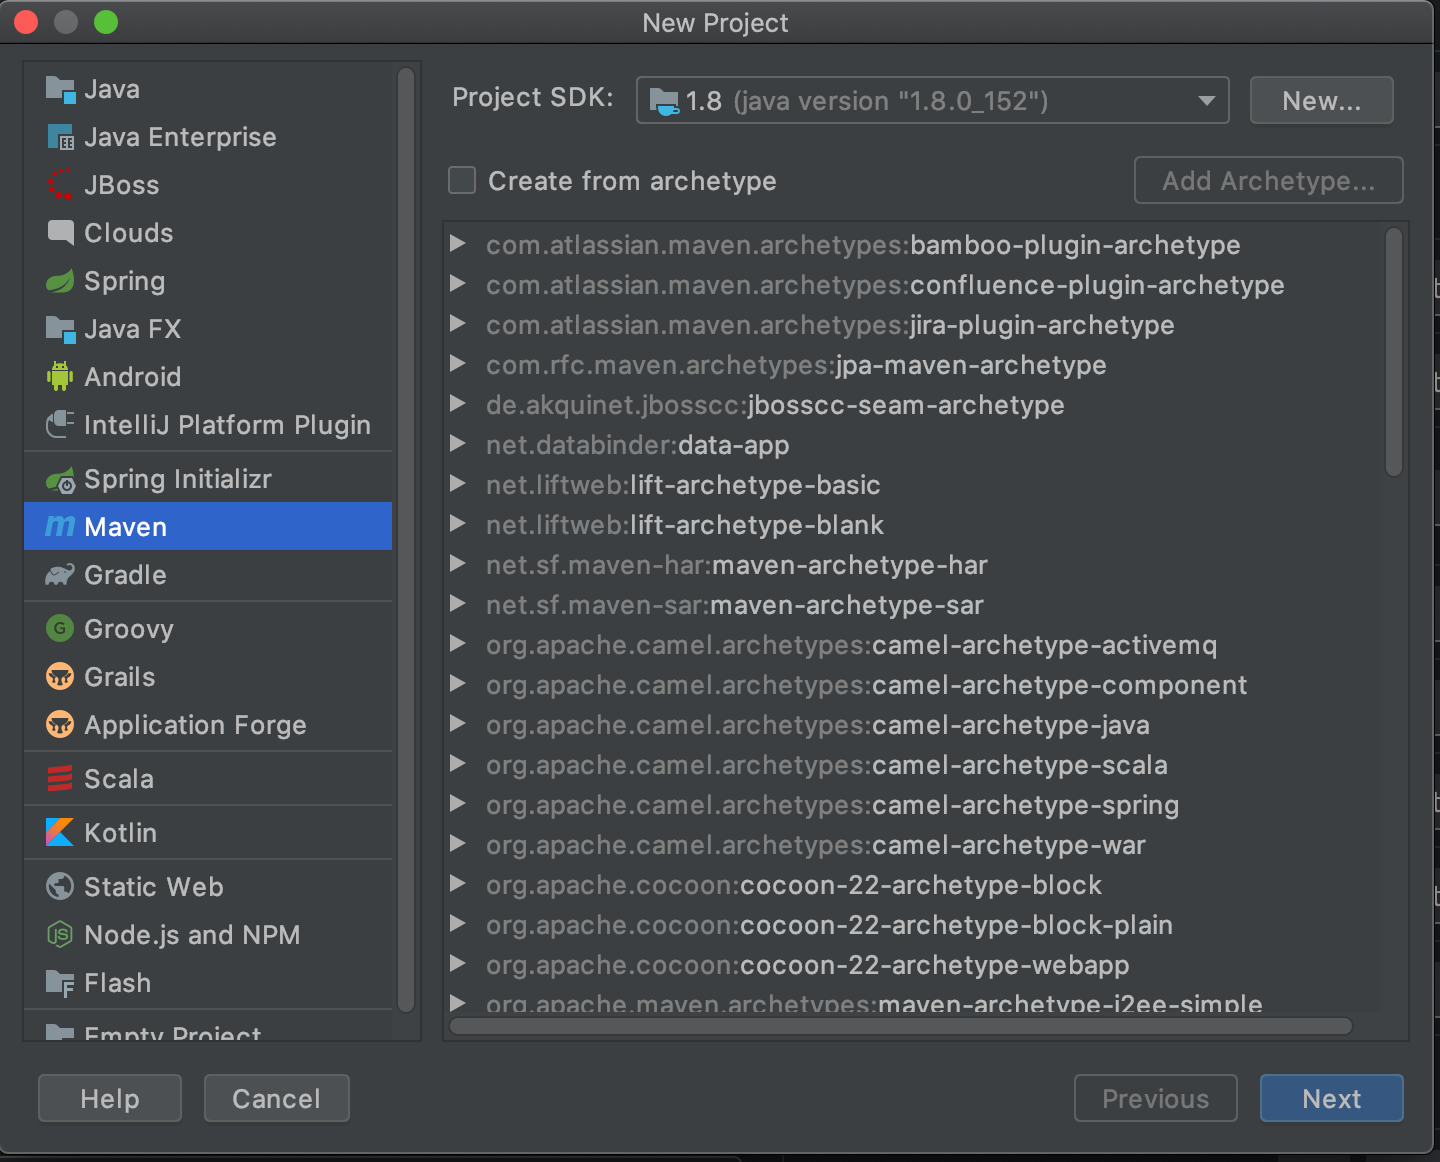 New Project
Java
Java Enterprise
JBoss
Clouds
Spring
Java FX
Android
IntelliJ Platform Plugin
Spring Initializr
m Maven
Gradle
G Groovy
Grails
Application Forge
Scala
Kotlin
Static Web
JS Node.js and NPM
F Flash
Empty Project
Project SDK: 1.8 (java version "1.8.0_152") New...
Create from archetype Add Archetype...
com.atlassian.maven.archetypes:bamboo-plugin-archetype
com.atlassian.maven.archetypes:confluence-plugin-archetype
com.atlassian.maven.archetypes:jira-plugin-archetype
com.rfc.maven.archetypes:jpa-maven-archetype
de.akquinet.jbosscc:jbosscc-seam-archetype
net.databinder:data-app
net.liftweb:lift-archetype-basic
net.liftweb:lift-archetype-blank
net.sf.maven-har:maven-archetype-har
net.sf.maven-sar:maven-archetype-sar
org.apache.camel.archetypes:camel-archetype-activemq
org.apache.camel.archetypes:camel-archetype-component
org.apache.camel.archetypes:camel-archetype-java
org.apache.camel.archetypes:camel-archetype-scala
org.apache.camel.archetypes:camel-archetype-spring
org.apache.camel.archetypes:camel-archetype-war
org.apache.cocoon:cocoon-22-archetype-block
org.apache.cocoon:cocoon-22-archetype-block-plain
org.apache.cocoon:cocoon-22-archetype-webapp
org.apache.maven.archetypes:maven-archetype-j2ee-simple
Help Cancel Previous Next